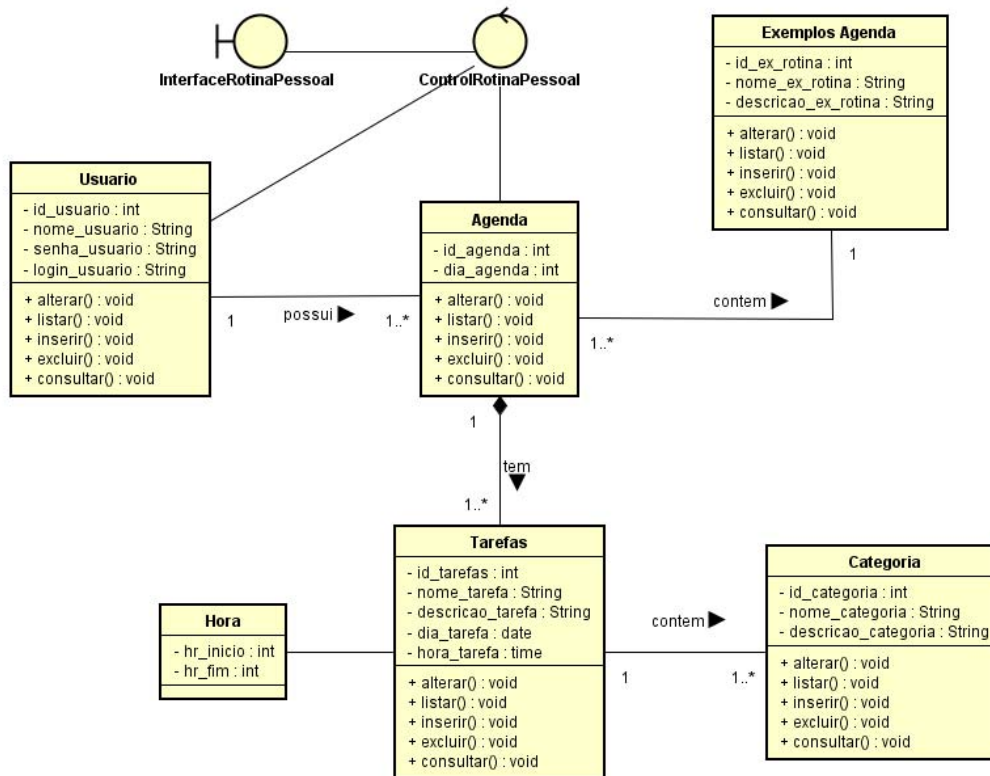 InterfaceRotinaPessoal
ControlRotinaPessoal
Exemplos Agenda
- id_ex_rotina : int
- nome_ex_rotina : String
- descricao_ex_rotina : String
+ alterar() : void
+ listar() : void
+ inserir() : void
+ excluir() : void
+ consultar() : void
1
Usuario
- id_usuario : int
- nome_usuario : String
- senha_usuario : String
- login_usuario : String
+ alterar() : void
+ listar() : void
+ inserir() : void
+ excluir() : void
+ consultar() : void
1
possui
1..*
Agenda
- id_agenda : int
- dia_agenda : int
+ alterar() : void
+ listar() : void
+ inserir() : void
+ excluir() : void
+ consultar() : void
contem
1..*
1
tem
1..*
Tarefas
- id_tarefas : int
- nome_tarefa : String
- descricao_tarefa : String
- dia_tarefa : date
- hora_tarefa : time
+ alterar() : void
+ listar() : void
+ inserir() : void
+ excluir() : void
+ consultar() : void
Hora
- hr_inicio : int
- hr_fim : int
contem
1
1..*
Categoria
- id_categoria : int
- nome_categoria : String
- descricao_categoria : String
+ alterar() : void
+ listar() : void
+ inserir() : void
+ excluir() : void
+ consultar() : void